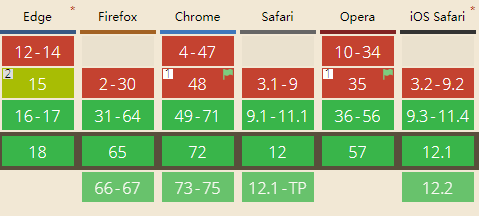 Edge * Firefox Chrome Safari Opera iOS Safari *
12-14 4-47 10-34
2 15 2-30 1 48 3.1-9 1 35 3.2-9.2
16-17 31-64 49-71 9.1-11.1 36-56 9.3-11.4
18 65 72 12 57 12.1
66-67 73-75 12.1-TP 12.2